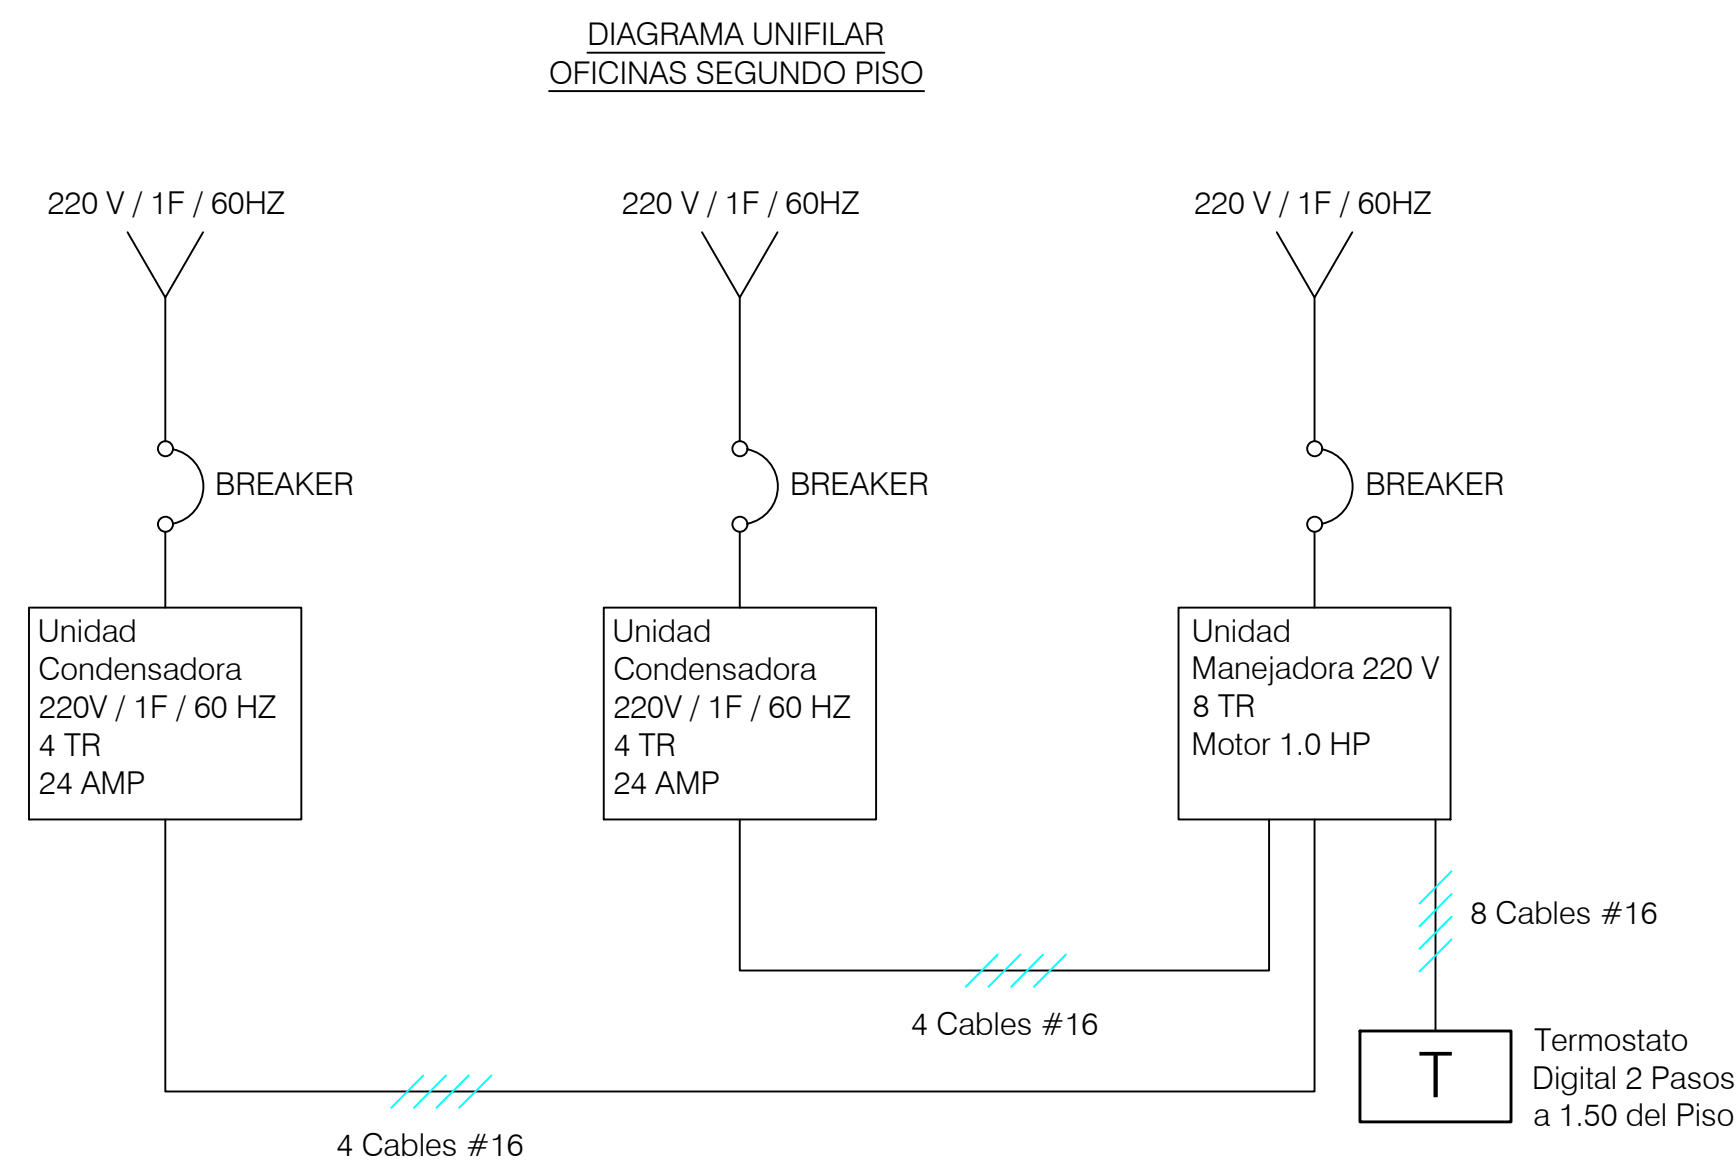 DIAGRAMA UNIFILAR
OFICINAS SEGUNDO PISO
220 V / 1F / 60HZ
220 V / 1F / 60HZ
220 V / 1F / 60HZ
BREAKER
BREAKER
BREAKER
Unidad
Condensadora
220V / 1F / 60 HZ
4 TR
24 AMP
Unidad
Condensadora
220V / 1F / 60 HZ
4 TR
24 AMP
Unidad
Manejadora 220 V
8 TR
Motor 1.0 HP
8 Cables #16
4 Cables #16
4 Cables #16
T
Termostato
Digital 2 Pasos
a 1.50 del Piso